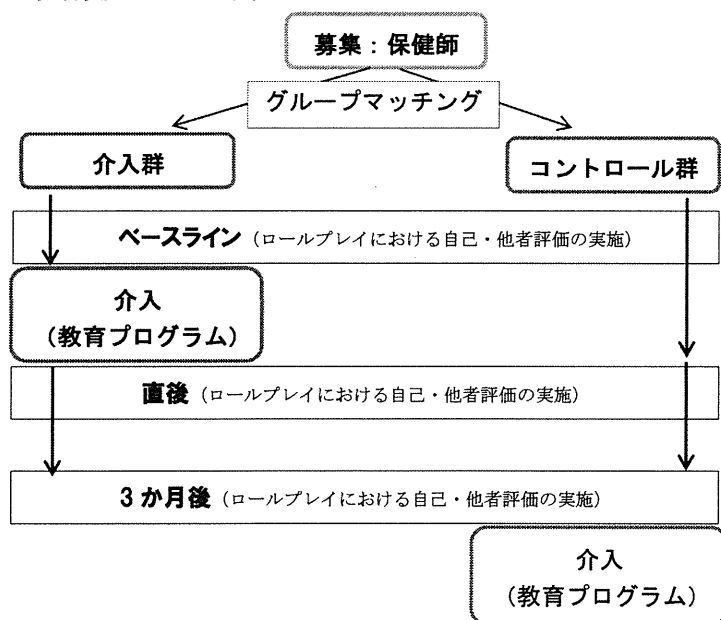 募集：保健師
グループマッチング
介入群
コントロール群
ベースライン（ロールプレイにおける自己・他者評価の実施）
介入
（教育プログラム）
直後（ロールプレイにおける自己・他者評価の実施）
3か月後（ロールプレイにおける自己・他者評価の実施）
介入
（教育プログラム）